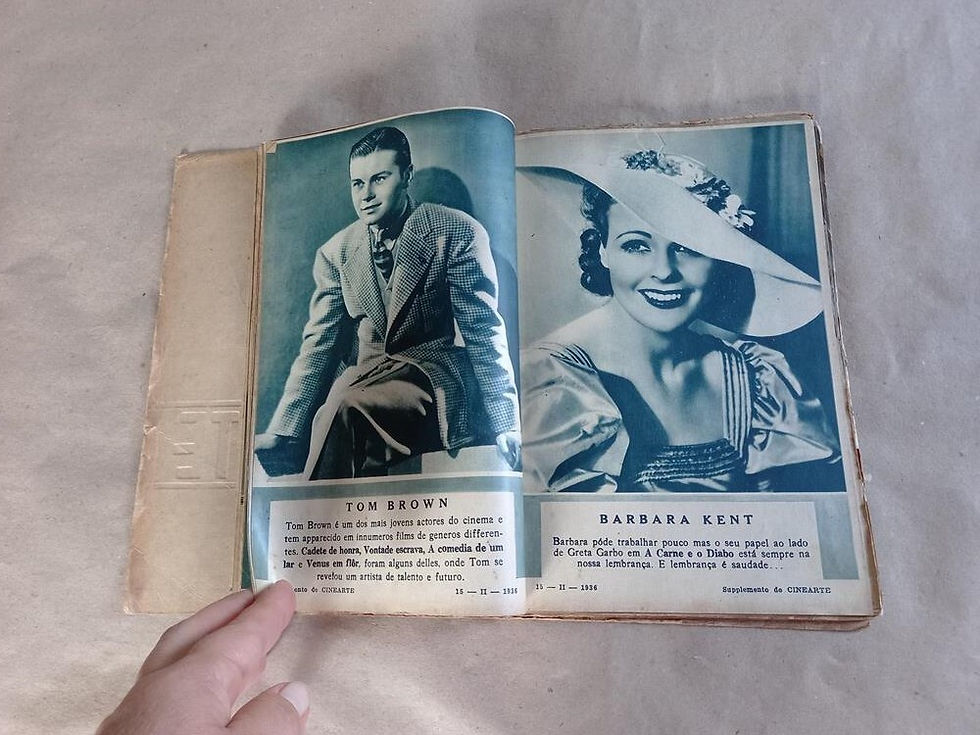 TOM BROWN
Tom Brown é um dos mais jovens actores do cinema e
tem apparecido em innumeros films de generos differen-
tes. Cadete de honra, Vontade escrava, A comedia de um
lar e Venus em flôr, foram alguns delles, onde Tom se
revelou um artista de talento e futuro.
de CINEARTE
15 — II — 1936
BARBARA KENT
Barbara póde trabalhar pouco mas o seu papel ao lado
de Greta Garbo em A Carne e o Diabo está sempre na
nossa lembrança. E lembrança é saudade...
15 — II — 1936
Supplemento de CINEARTE